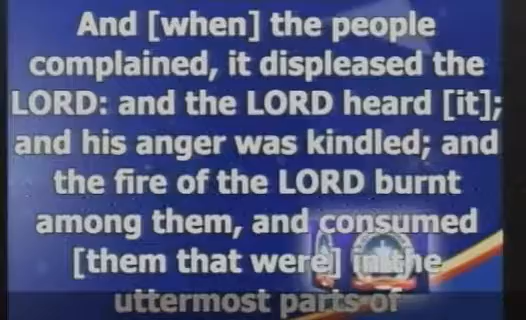 And [when] the people
complained, it displeased the
LORD: and the LORD heard [it];
and his anger was kindled; and
the fire of the LORD burnt
among them, and consumed
[them that were] in the
uttermost parts of